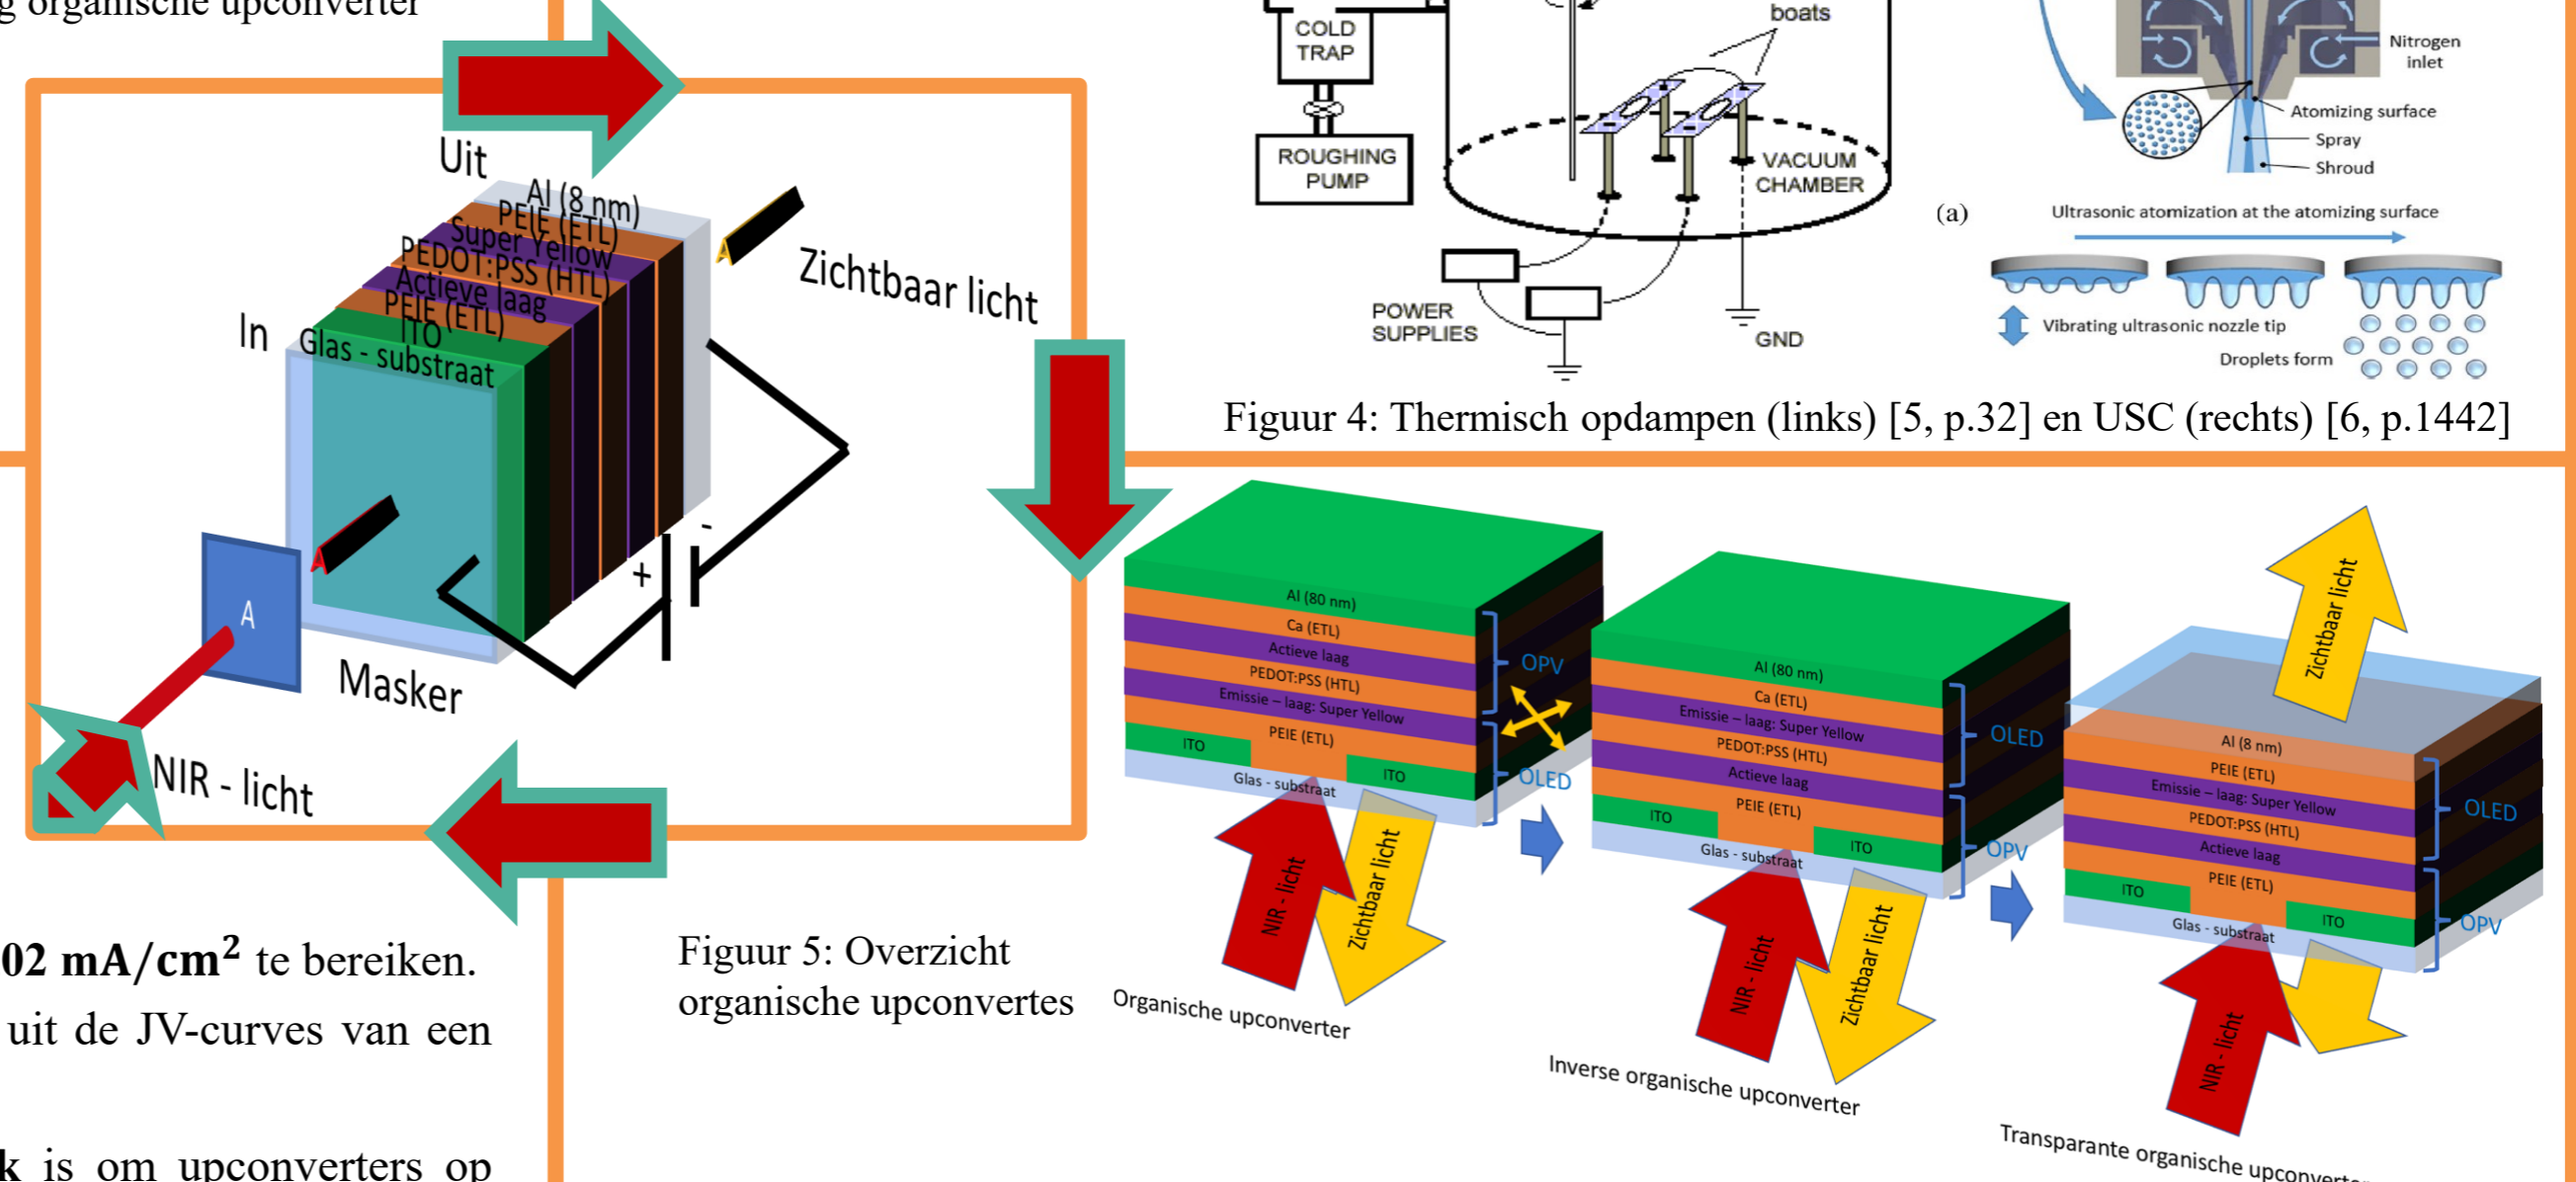 g organische upconverter
Uit
Al (8 nm)
PEIE (ETL)
Super Yellow
PEDOT:PSS (HTL)
Actieve laag
PEIE (ETL)
ITO
Glas - substraat
In
Zichtbaar licht
-
+
A
Masker
NIR - licht
COLD
TRAP
ROUGHING
PUMP
boats
VACUUM
CHAMBER
POWER
SUPPLIES
GND
Nitrogen
inlet
Atomizing surface
Spray
Shroud
(a)
Ultrasonic atomization at the atomizing surface
Vibrating ultrasonic nozzle tip
Droplets form
Figuur 4: Thermisch opdampen (links) [5, p.32] en USC (rechts) [6, p.1442]
Al (80 nm)
Ca (ETL)
Actieve laag
PEDOT:PSS (HTL)
Emissie – laag: Super Yellow
PEIE (ETL)
ITO
ITO
Glas - substraat
OPV
OLED
NIR - licht
Zichtbaar licht
Organische upconverter
Al (80 nm)
Ca (ETL)
Emissie – laag: Super Yellow
PEDOT:PSS (HTL)
Actieve laag
PEIE (ETL)
ITO
ITO
Glas - substraat
OLED
OPV
NIR - licht
Zichtbaar licht
Inverse organische upconverter
Zichtbaar licht
Al (8 nm)
PEIE (ETL)
Emissie – laag: Super Yellow
PEDOT:PSS (HTL)
Actieve laag
PEIE (ETL)
ITO
ITO
Glas - substraat
OLED
OPV
NIR - licht
Transparante organische upconverter
Figuur 5: Overzicht
organische upconvertes
02 mA/cm² te bereiken.
uit de JV-curves van een
k is om upconverters op